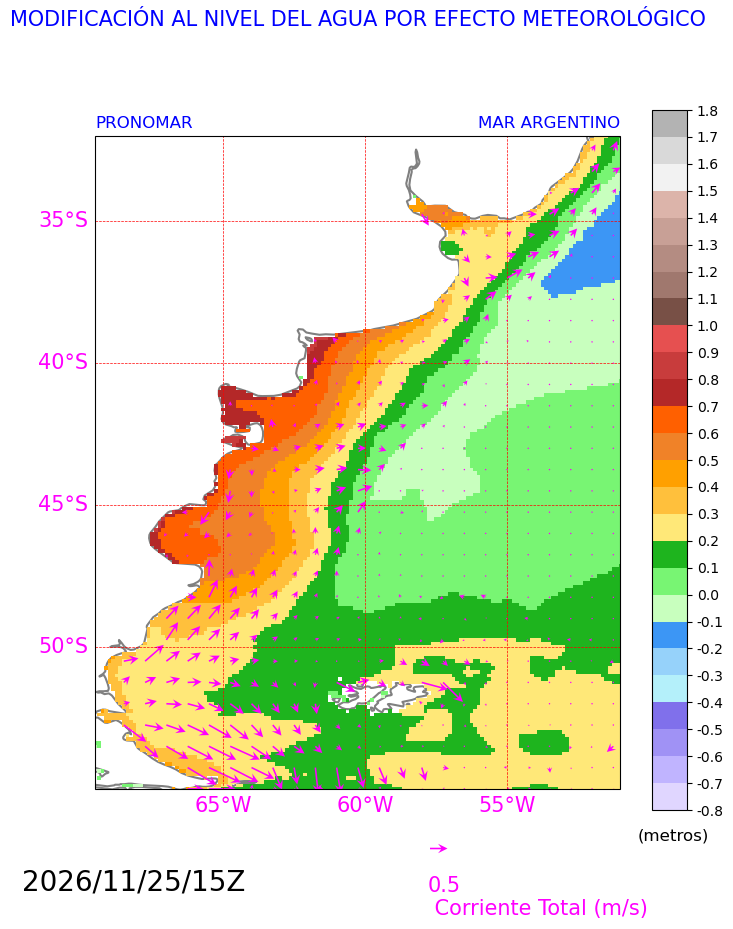 MODIFICACIÓN AL NIVEL DEL AGUA POR EFECTO METEOROLÓGICO
PRONOMAR
MAR ARGENTINO
35°S
40°S
45°S
50°S
65°W
60°W
55°W
1.8
1.7
1.6
1.5
1.4
1.3
1.2
1.1
1.0
0.9
0.8
0.7
0.6
0.5
0.4
0.3
0.2
0.1
0.0
-0.1
-0.2
-0.3
-0.4
-0.5
-0.6
-0.7
-0.8
(metros)
2026/11/25/15Z
0.5
Corriente Total (m/s)